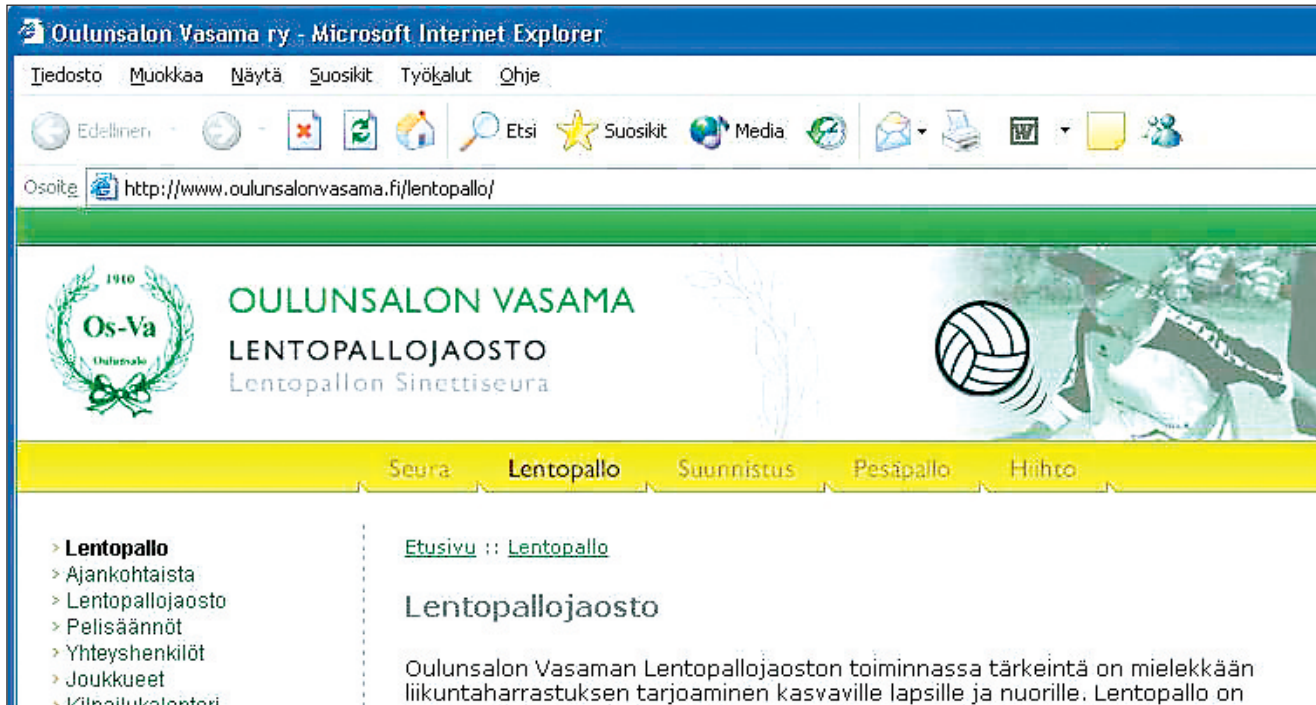 Oulunsalon Vasama ry - Microsoft Internet Explorer
Tiedosto Muokkaa Näytä Suosikit Työkalut Ohje
Edellinen Etsi Suosikit Media
Osoite http://www.oulunsalonvasama.fi/lentopallo/
1910
Os-Va
Oulunsalo
OULUNSALON VASAMA
LENTOPALLOJAOSTO
Lentopallon Sinettiseura
Seura Lentopallo Suunnistus Pesäpallo Hiihto
> Lentopallo
> Ajankohtaista
> Lentopallojaosto
> Pelisäännöt
> Yhteyshenkilöt
> Joukkueet
> Kilpailukalenteri
Etusivu :: Lentopallo
Lentopallojaosto
Oulunsalon Vasaman Lentopallojaoston toiminnassa tärkeintä on mielekkään
liikuntaharrastuksen tarjoaminen kasvaville lapsille ja nuorille. Lentopallo on